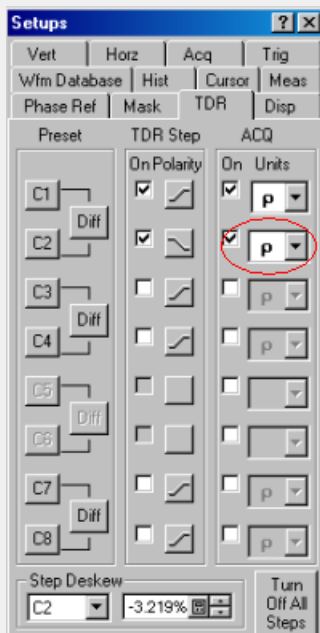 Setups
Vert Horz Acq Trig
Wfm Database Hist Cursor Meas
Phase Ref Mask TDR Disp
Preset TDR Step ACQ
On Polarity On Units
C1 ρ
Diff
C2 ρ
C3 ρ
Diff
C4 ρ
C5
Diff
C6
C7 ρ
Diff
C8 ρ
Step Deskew
C2 -3.219%
Turn
Off All
Steps